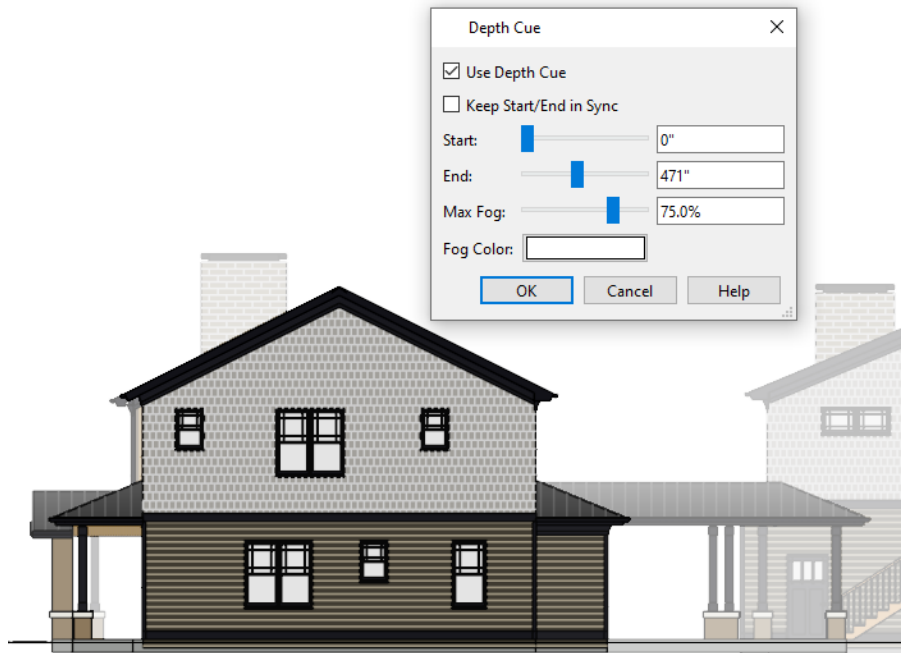 Depth Cue
Use Depth Cue
Keep Start/End in Sync
Start: 0"
End: 471"
Max Fog: 75.0%
Fog Color:
OK Cancel Help